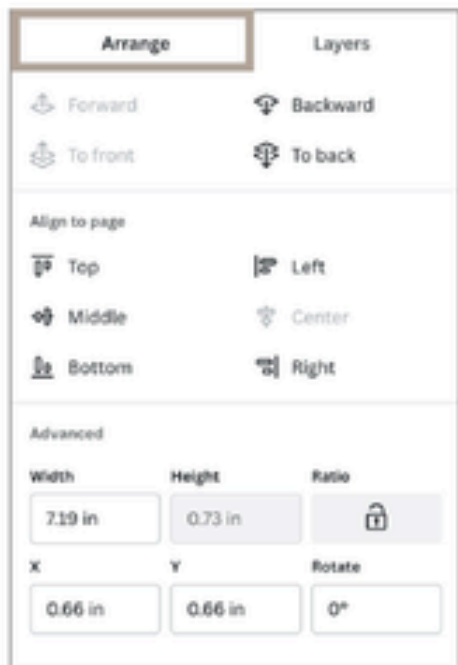 Arrange Layers
Forward Backward
To front To back
Align to page
Top Left
Middle Center
Bottom Right
Advanced
Width Height Ratio
7.19 in 0.73 in
X Y Rotate
0.66 in 0.66 in 0°